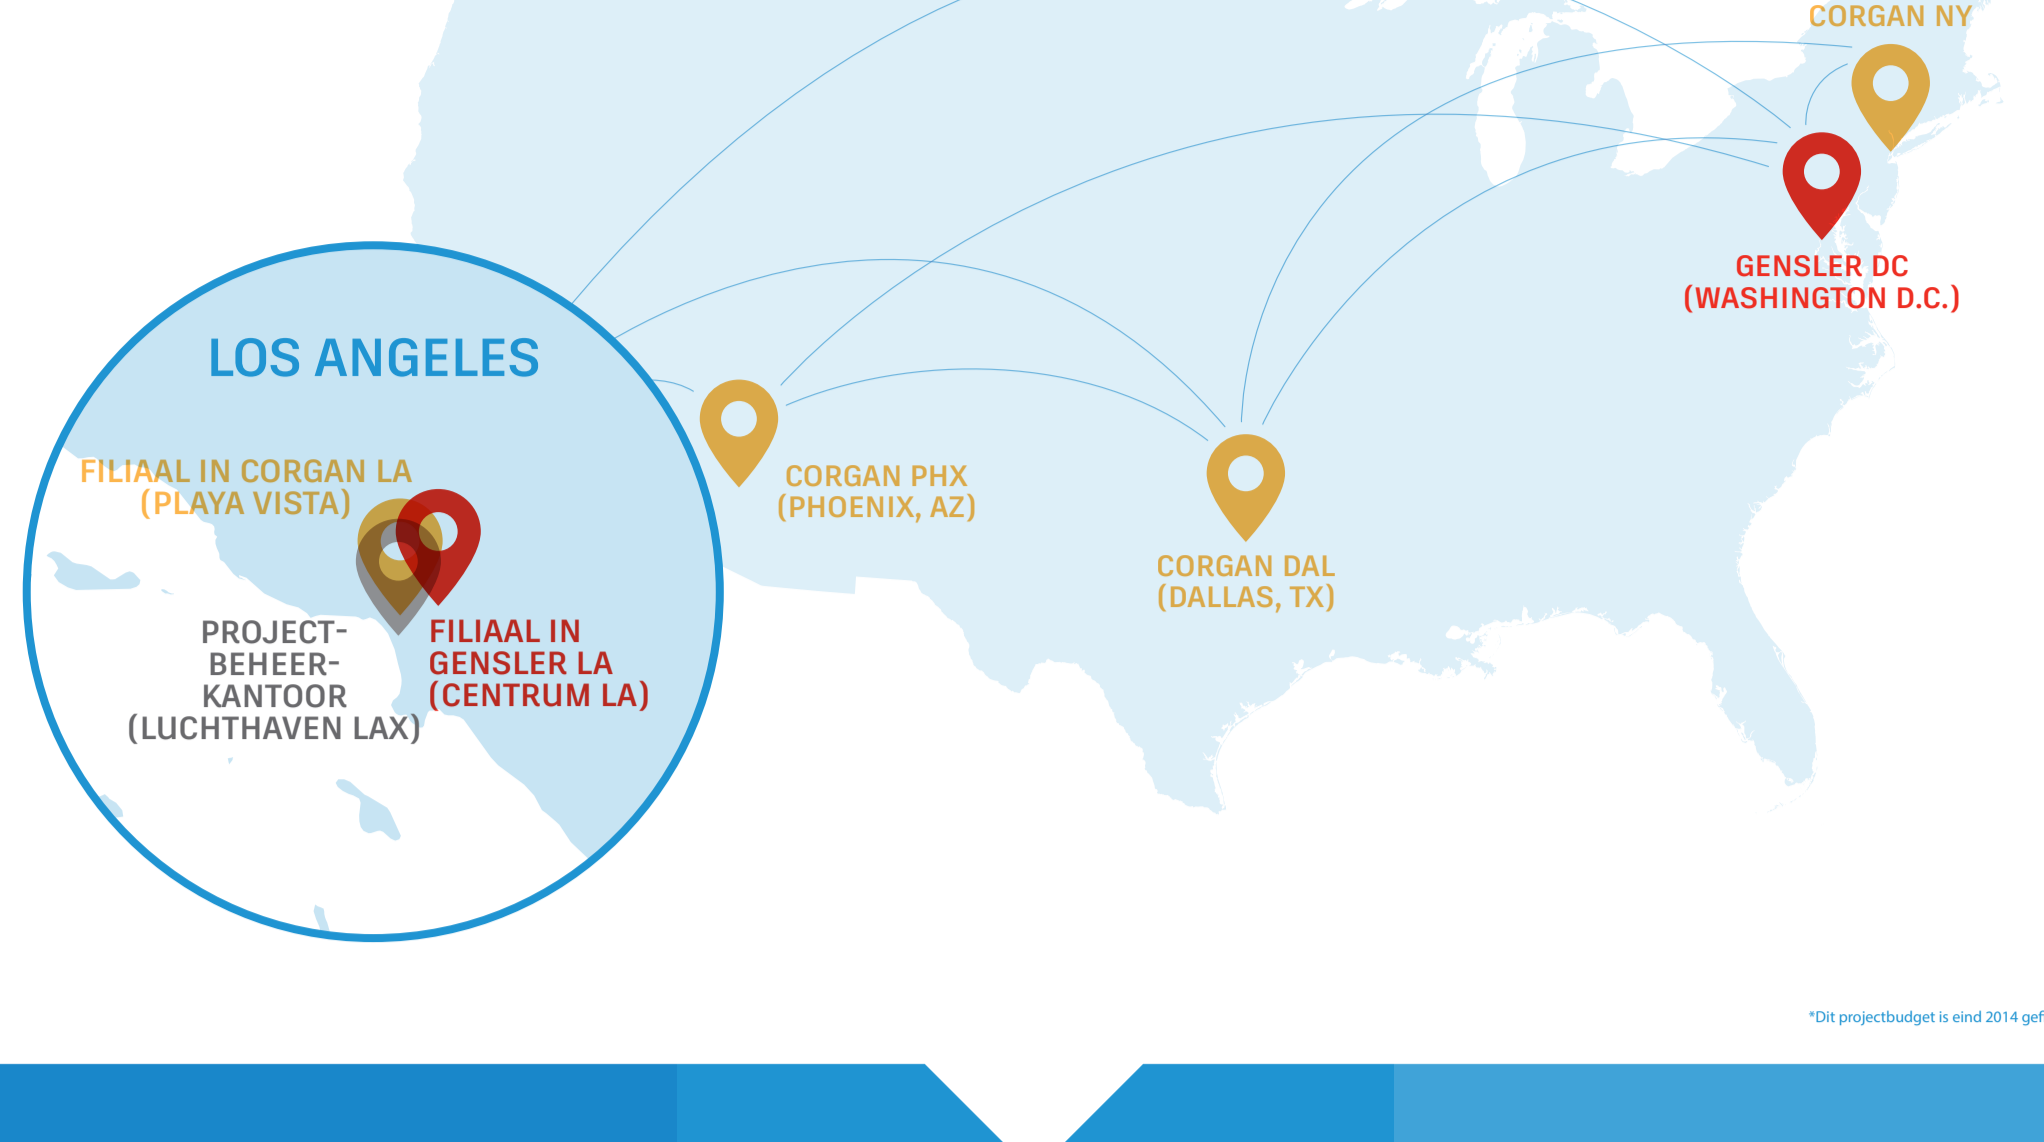 CORGAN NY
GENSLER DC
(WASHINGTON D.C.)
LOS ANGELES
FILIAAL IN CORGAN LA
(PLAYA VISTA)
CORGAN PHX
(PHOENIX, AZ)
CORGAN DAL
(DALLAS, TX)
PROJECT-
BEHEER-
KANTOOR
(LUCHTHAVEN LAX)
FILIAAL IN
GENSLER LA
(CENTRUM LA)
*Dit projectbudget is eind 2014